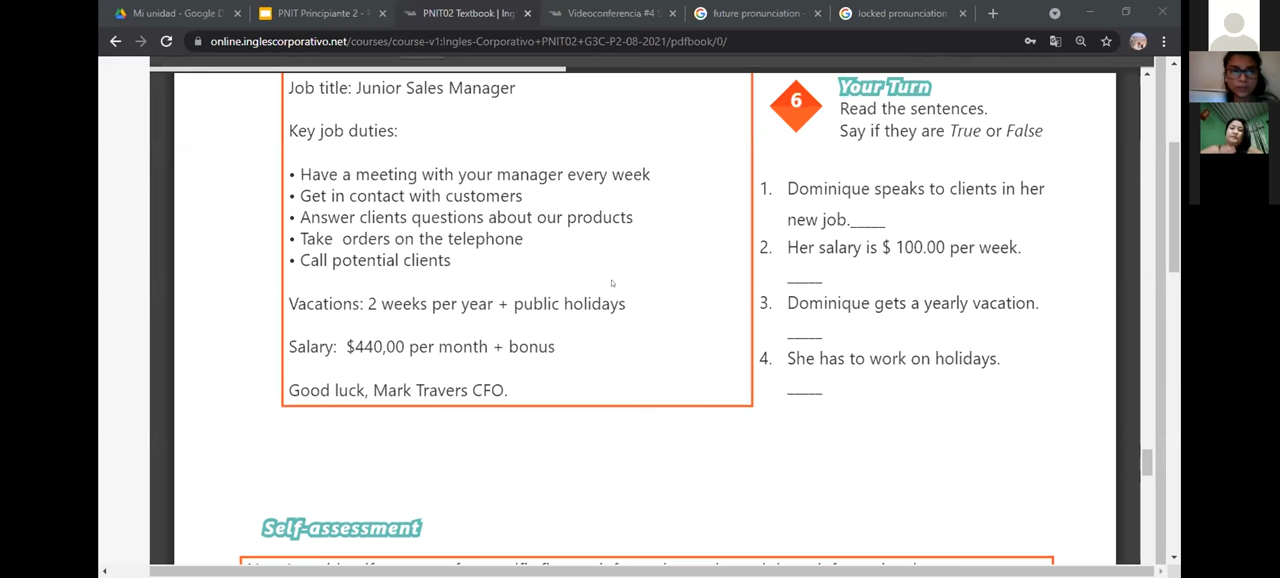 Mi unidad - Google D
PNIT Principiante 2 - P
PNIT02 Textbook | Ing
Videoconferencia #4 S
future pronunciation -
locked pronunciation
online.inglescorporativo.net/courses/course-v1:Ingles-Corporativo+PNIT02+G3C-P2-08-2021/pdfbook/0/
Job title: Junior Sales Manager
Key job duties:
• Have a meeting with your manager every week
• Get in contact with customers
• Answer clients questions about our products
• Take orders on the telephone
• Call potential clients
Vacations: 2 weeks per year + public holidays
Salary: $440,00 per month + bonus
Good luck, Mark Travers CFO.
6
Your Turn
Read the sentences.
Say if they are True or False
1. Dominique speaks to clients in her
new job._____
2. Her salary is $ 100.00 per week.
_____
3. Dominique gets a yearly vacation.
_____
4. She has to work on holidays.
_____
Self-assessment